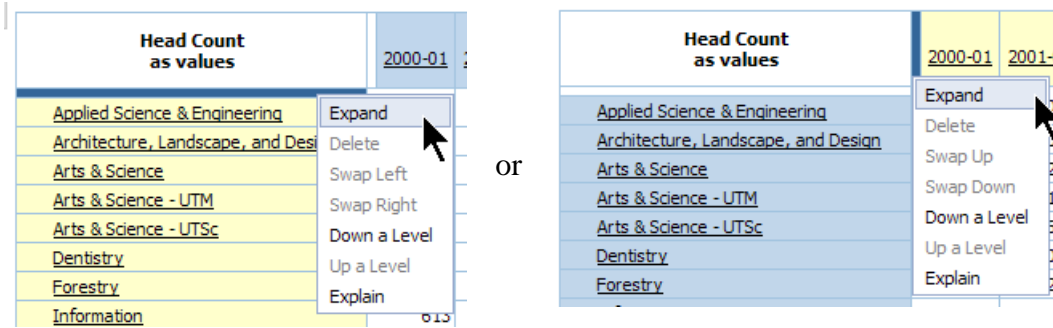 Head Count
as values
2000-01
Applied Science & Engineering
Architecture, Landscape, and Desi
Arts & Science
Arts & Science - UTM
Arts & Science - UTSc
Dentistry
Forestry
Information
613
Expand
Delete
Swap Left
Swap Right
Down a Level
Up a Level
Explain
or
Head Count
as values
2000-01 2001-
Applied Science & Engineering
Architecture, Landscape, and Design
Arts & Science
Arts & Science - UTM
Arts & Science - UTSc
Dentistry
Forestry
Expand
Delete
Swap Up
Swap Down
Down a Level
Up a Level
Explain